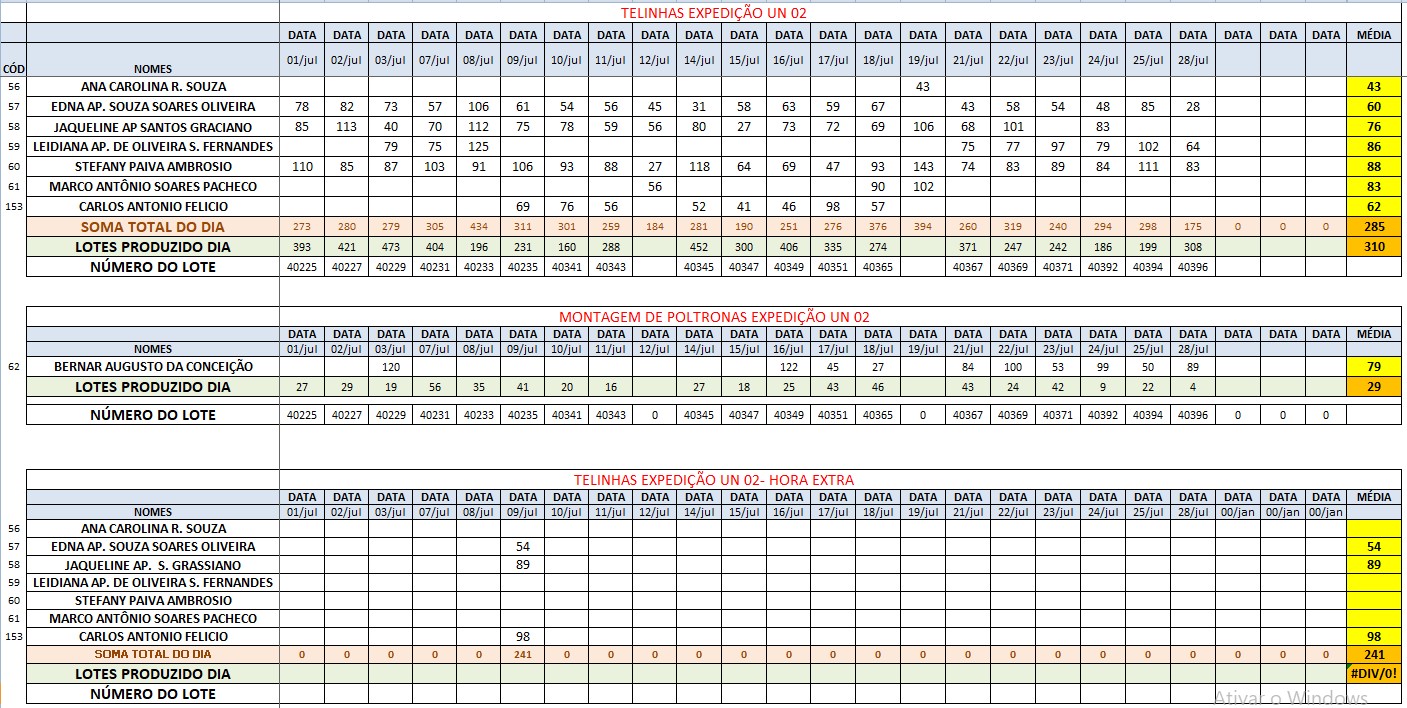 TELINHAS EXPEDIÇÃO UN 02
DATA DATA DATA DATA DATA DATA DATA DATA DATA DATA DATA DATA DATA DATA DATA DATA DATA DATA DATA DATA DATA DATA DATA DATA MÉDIA
CÓD NOMES 01/jul 02/jul 03/jul 07/jul 08/jul 09/jul 10/jul 11/jul 12/jul 14/jul 15/jul 16/jul 17/jul 18/jul 19/jul 21/jul 22/jul 23/jul 24/jul 25/jul 28/jul
56 ANA CAROLINA R. SOUZA 43 43
57 EDNA AP. SOUZA SOARES OLIVEIRA 78 82 73 57 106 61 54 56 45 31 58 63 59 67 43 58 54 48 85 28 60
58 JAQUELINE AP SANTOS GRACIANO 85 113 40 70 112 75 78 59 56 80 27 73 72 69 106 68 101 83 76
59 LEIDIANA AP. DE OLIVEIRA S. FERNANDES 79 75 125 75 77 97 79 102 64 86
60 STEFANY PAIVA AMBROSIO 110 85 87 103 91 106 93 88 27 118 64 69 47 93 143 74 83 89 84 111 83 88
61 MARCO ANTÔNIO SOARES PACHECO 56 90 102 83
153 CARLOS ANTONIO FELICIO 69 76 56 52 41 46 98 57 62
SOMA TOTAL DO DIA 273 280 279 305 434 311 301 259 184 281 190 251 276 376 394 260 319 240 294 298 175 0 0 0 285
LOTES PRODUZIDO DIA 393 421 473 404 196 231 160 288 452 300 406 335 274 371 247 242 186 199 308 310
NÚMERO DO LOTE 40225 40227 40229 40231 40233 40235 40341 40343 40345 40347 40349 40351 40365 40367 40369 40371 40392 40394 40396
MONTAGEM DE POLTRONAS EXPEDIÇÃO UN 02
DATA DATA DATA DATA DATA DATA DATA DATA DATA DATA DATA DATA DATA DATA DATA DATA DATA DATA DATA DATA DATA DATA DATA DATA MÉDIA
NOMES 01/jul 02/jul 03/jul 07/jul 08/jul 09/jul 10/jul 11/jul 12/jul 14/jul 15/jul 16/jul 17/jul 18/jul 19/jul 21/jul 22/jul 23/jul 24/jul 25/jul 28/jul
62 BERNAR AUGUSTO DA CONCEIÇÃO 120 122 45 27 84 100 53 99 50 89 79
LOTES PRODUZIDO DIA 27 29 19 56 35 41 20 16 27 18 25 43 46 43 24 42 9 22 4 29
NÚMERO DO LOTE 40225 40227 40229 40231 40233 40235 40341 40343 0 40345 40347 40349 40351 40365 0 40367 40369 40371 40392 40394 40396 0 0 0
TELINHAS EXPEDIÇÃO UN 02- HORA EXTRA
DATA DATA DATA DATA DATA DATA DATA DATA DATA DATA DATA DATA DATA DATA DATA DATA DATA DATA DATA DATA DATA DATA DATA DATA MÉDIA
NOMES 01/jul 02/jul 03/jul 07/jul 08/jul 09/jul 10/jul 11/jul 12/jul 14/jul 15/jul 16/jul 17/jul 18/jul 19/jul 21/jul 22/jul 23/jul 24/jul 25/jul 28/jul 00/jan 00/jan 00/jan
56 ANA CAROLINA R. SOUZA
57 EDNA AP. SOUZA SOARES OLIVEIRA 54 54
58 JAQUELINE AP. S. GRASSIANO 89 89
59 LEIDIANA AP. DE OLIVEIRA S. FERNANDES
60 STEFANY PAIVA AMBROSIO
61 MARCO ANTÔNIO SOARES PACHECO
153 CARLOS ANTONIO FELICIO 98 98
SOMA TOTAL DO DIA 0 0 0 0 0 241 0 0 0 0 0 0 0 0 0 0 0 0 0 0 0 0 0 0 241
LOTES PRODUZIDO DIA #DIV/0!
NÚMERO DO LOTE
Ativar o Windows